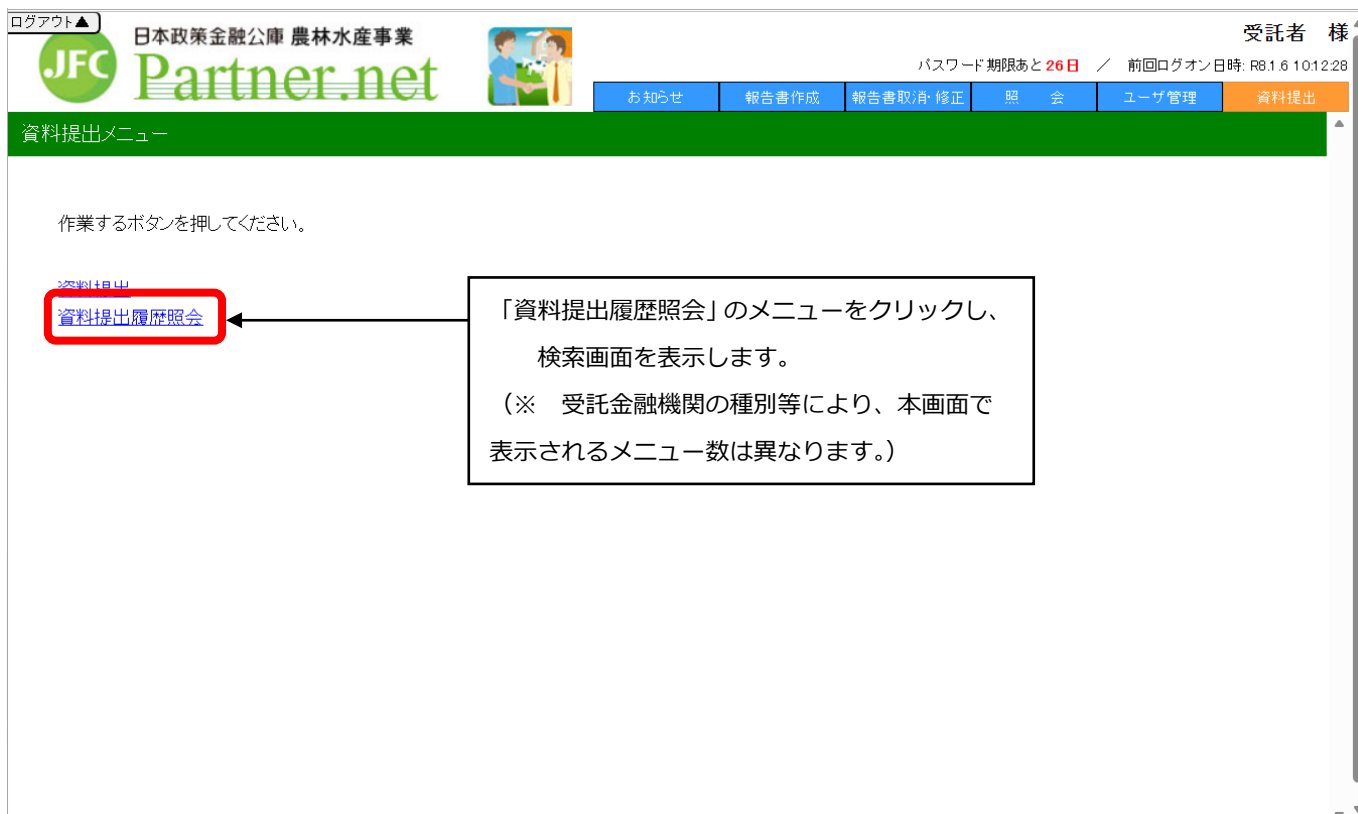 ログアウト▲
受託者　様
JFC
日本政策金融公庫 農林水産事業
Partner.net
パスワード期限あと 26日 ／ 前回ログオン日時: R8.1.6 10:12:28
お知らせ 報告書作成 報告書取消・修正 照　会 ユーザ管理 資料提出
資料提出メニュー
作業するボタンを押してください。
資料提出
資料提出履歴照会
「資料提出履歴照会」のメニューをクリックし、
検索画面を表示します。
（※　受託金融機関の種別等により、本画面で
表示されるメニュー数は異なります。）